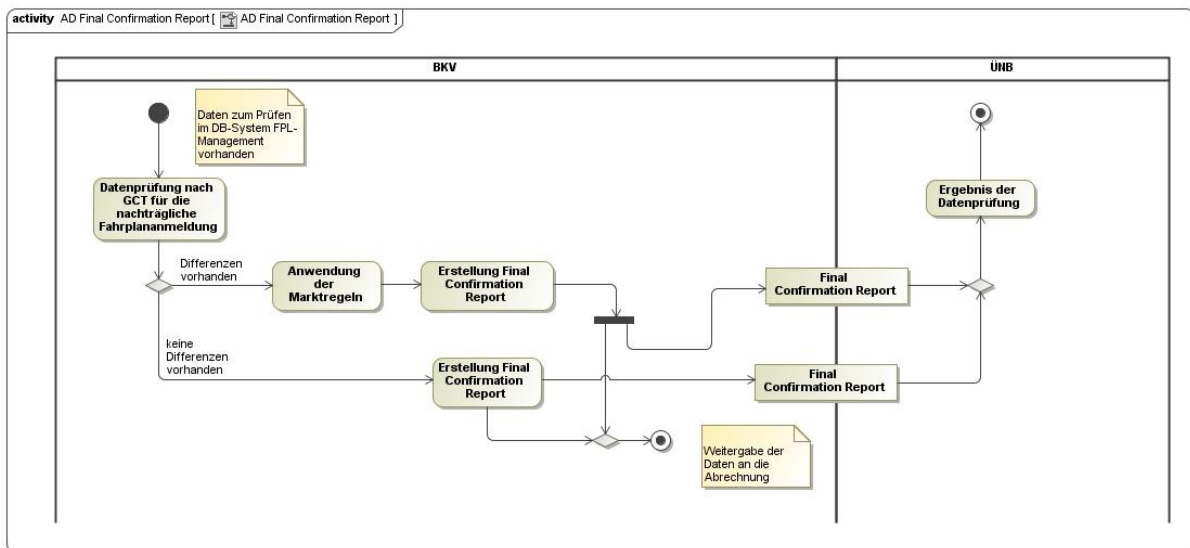 activity AD Final Confirmation Report [ AD Final Confirmation Report ]
BKV
ÜNB
Daten zum Prüfen
im DB-System FPL-
Management
vorhanden
Datenprüfung nach
GCT für die
nachträgliche
Fahrplananmeldung
Ergebnis der
Datenprüfung
Differenzen
vorhanden
Anwendung
der
Marktregeln
Erstellung Final
Confirmation
Report
Final
Confirmation Report
keine
Differenzen
vorhanden
Erstellung Final
Confirmation
Report
Final
Confirmation Report
Weitergabe der
Daten an die
Abrechnung